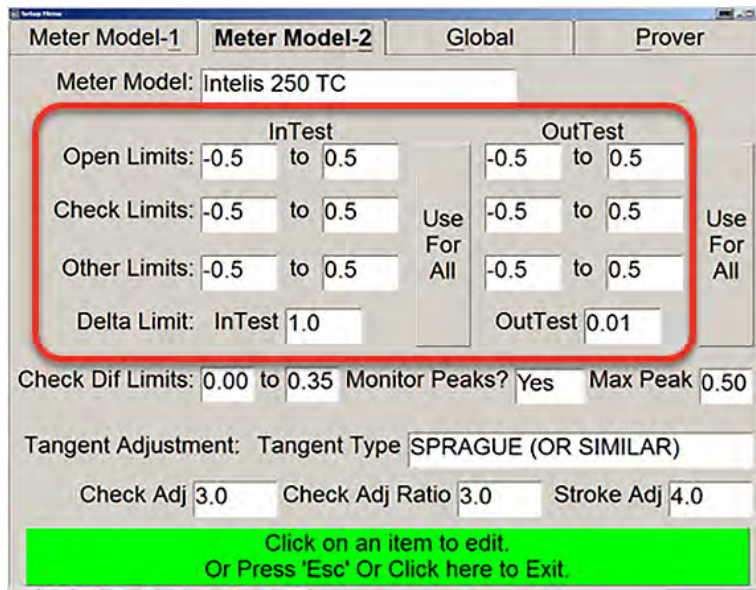 Setup Menu
Meter Model-1 Meter Model-2 Global Prover
Meter Model: Intelis 250 TC
InTest OutTest
Open Limits: -0.5 to 0.5 -0.5 to 0.5
Check Limits: -0.5 to 0.5 Use For All -0.5 to 0.5 Use For All
Other Limits: -0.5 to 0.5 -0.5 to 0.5
Delta Limit: InTest 1.0 OutTest 0.01
Check Dif Limits: 0.00 to 0.35 Monitor Peaks? Yes Max Peak 0.50
Tangent Adjustment: Tangent Type SPRAGUE (OR SIMILAR)
Check Adj 3.0 Check Adj Ratio 3.0 Stroke Adj 4.0
Click on an item to edit.
Or Press 'Esc' Or Click here to Exit.